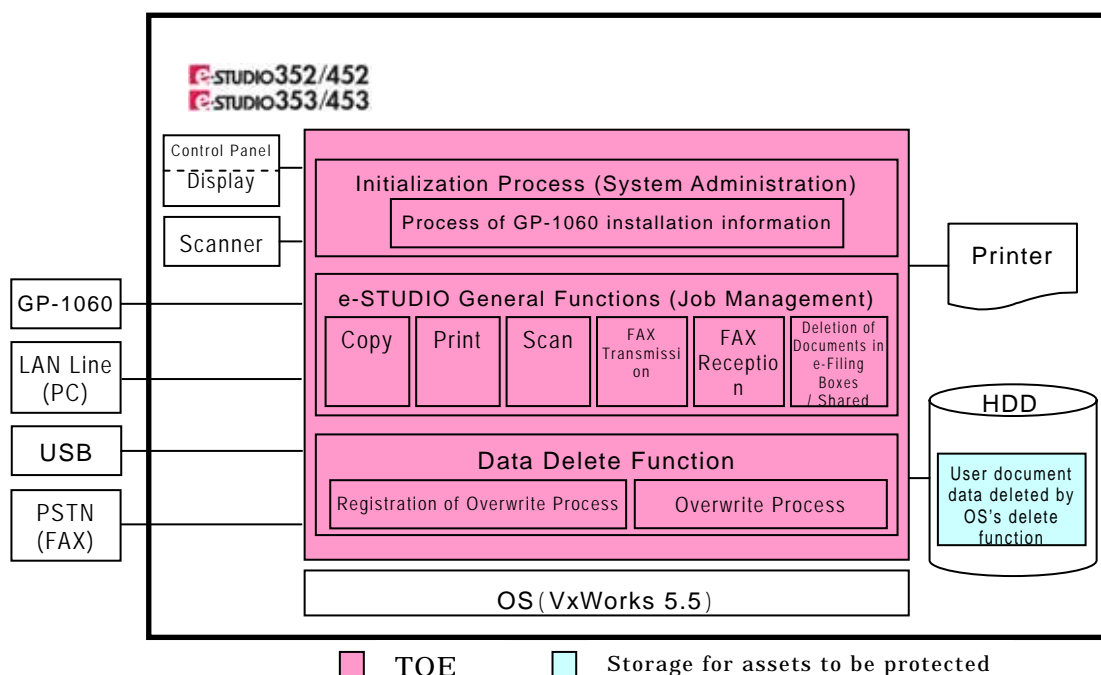 e-STUDIO352/452
e-STUDIO353/453
Control Panel
Display
Scanner
GP-1060
LAN Line
(PC)
USB
PSTN
(FAX)
Initialization Process (System Administration)
Process of GP-1060 installation information
e-STUDIO General Functions (Job Management)
Copy
Print
Scan
FAX
Transmissi
on
FAX
Receptio
n
Deletion of
Documents in
e-Filing
Boxes
/ Shared
Data Delete Function
Registration of Overwrite Process
Overwrite Process
OS(VxWorks 5.5)
Printer
HDD
User document
data deleted by
OS's delete
function
TOE
Storage for assets to be protected